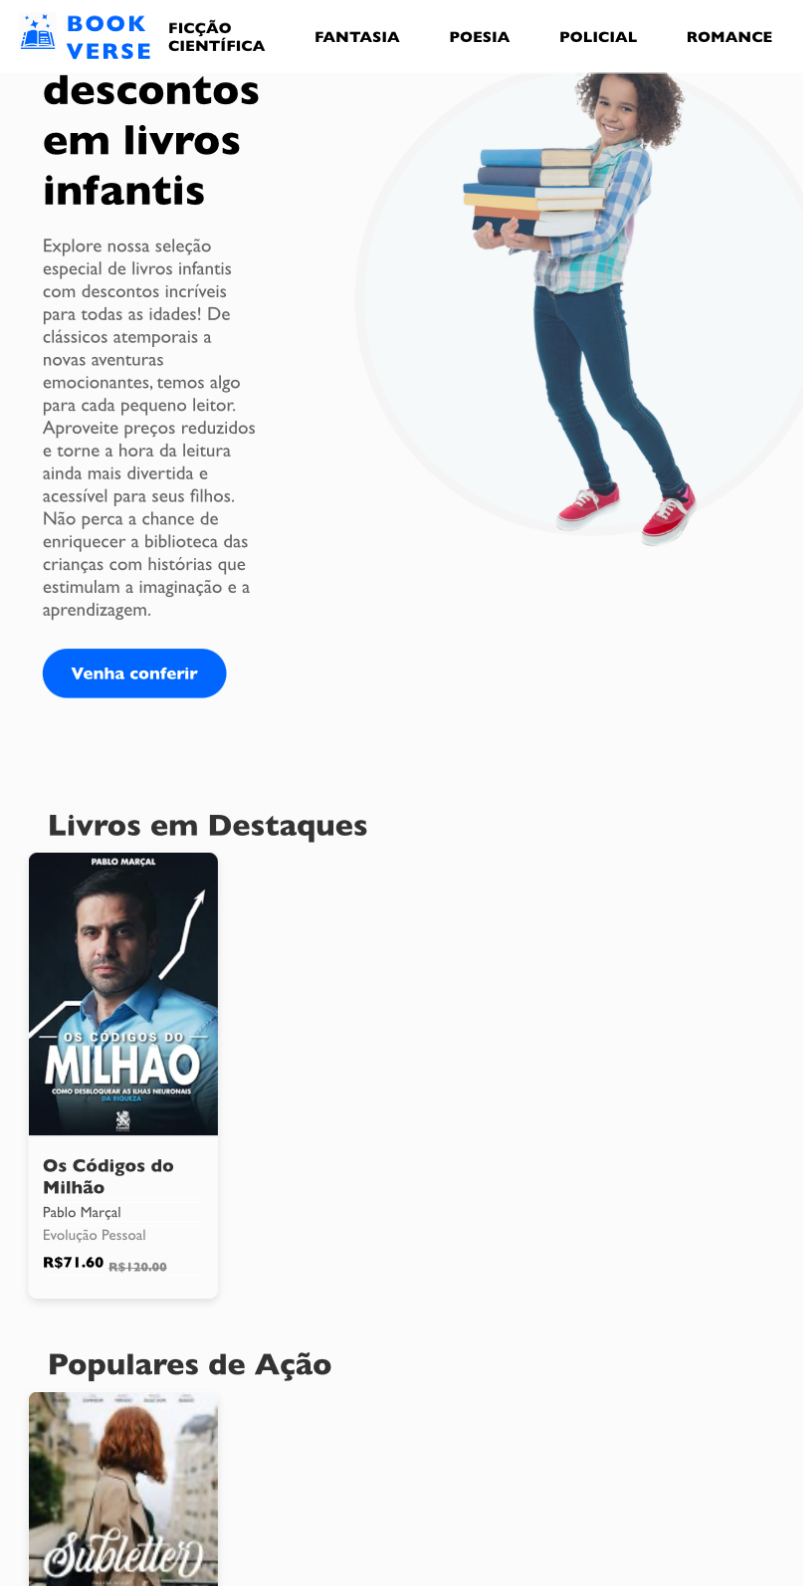 BOOK
VERSE
FICÇÃO
CIENTÍFICA
FANTASIA
POESIA
POLICIAL
ROMANCE
descontos
em livros
infantis
Explore nossa seleção
especial de livros infantis
com descontos incríveis
para todas as idades! De
clássicos atemporais a
novas aventuras
emocionantes, temos algo
para cada pequeno leitor.
Aproveite preços reduzidos
e torne a hora da leitura
ainda mais divertida e
acessível para seus filhos.
Não perca a chance de
enriquecer a biblioteca das
crianças com histórias que
estimulam a imaginação e a
aprendizagem.
Venha conferir
Livros em Destaques
PABLO MARÇAL
OS CÓDIGOS DO
MILHÃO
COMO DESBLOQUEAR AS ILHAS NEURONAIS
DA RIQUEZA
Os Códigos do
Milhão
Pablo Marçal
Evolução Pessoal
R$71.60 R$120.00
Populares de Ação
Subletter